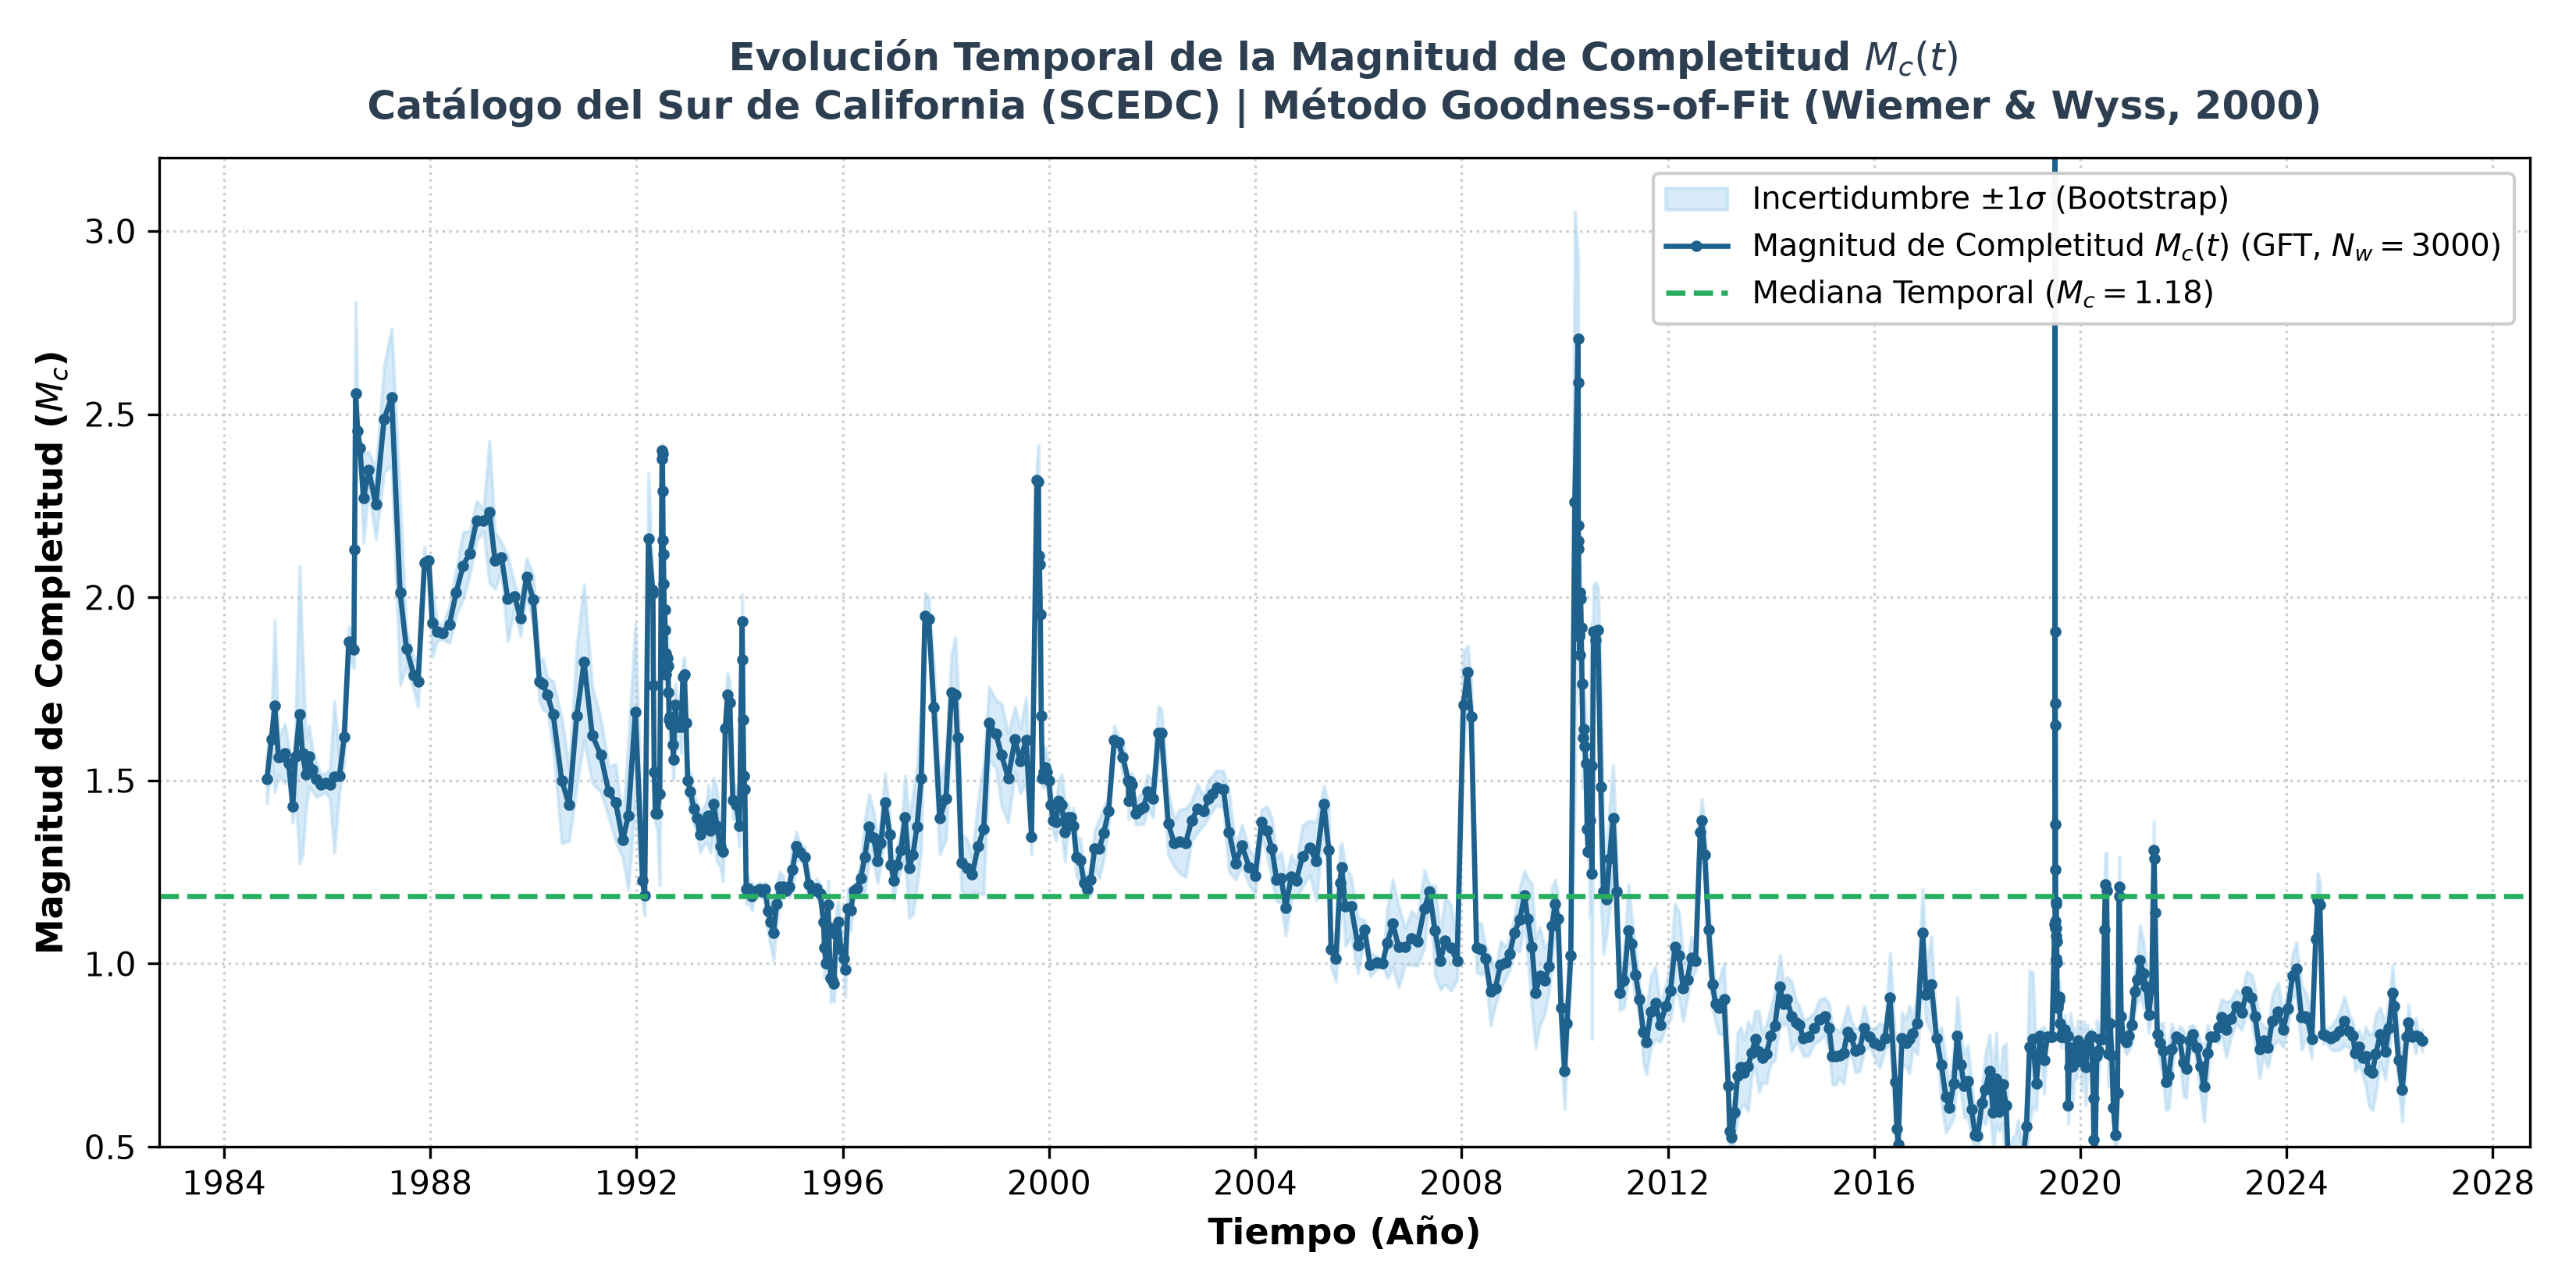 Evolución Temporal de la Magnitud de Completitud M_c(t)
Catálogo del Sur de California (SCEDC) | Método Goodness-of-Fit (Wiemer & Wyss, 2000)
Incertidumbre ±1σ (Bootstrap)
Magnitud de Completitud M_c(t) (GFT, N_w = 3000)
Mediana Temporal (M_c = 1.18)
Magnitud de Completitud (M_c)
3.0
2.5
2.0
1.5
1.0
0.5
1984 1988 1992 1996 2000 2004 2008 2012 2016 2020 2024 2028
Tiempo (Año)